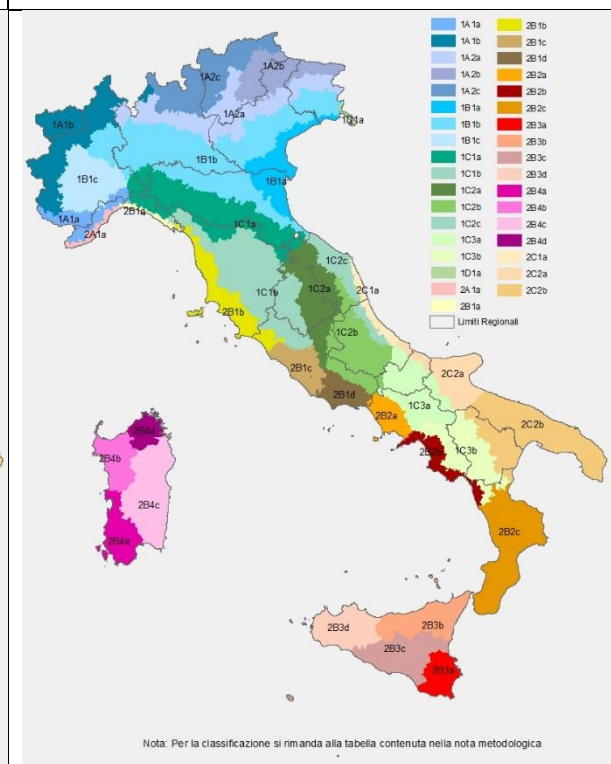 1A1a
1A1b
1A2a
1A2b
1A2c
1B1a
1B1b
1B1c
1C1a
1C1b
1C2a
1C2b
1C2c
1C3a
1C3b
1D1a
2A1a
2B1a
2B1b
2B1c
2B1d
2B2a
2B2b
2B2c
2B3a
2B3b
2B3c
2B3d
2B4a
2B4b
2B4c
2B4d
2C1a
2C2a
2C2b
Limiti Regionali
1A2b
1A2c
1A2a
1A1b
1B1b
1B1c
1B1a
1A1a
2A1a
2B1a
1C1a
1C2c
2C1a
1C2a
1C1b
2B1b
1C2b
2B1c
2B1d
1C3a
2C2a
2B2a
2C2b
1C3b
2B4d
2B4b
2B4c
2B4a
2B2c
2B3d
2B3b
2B3c
2B3a
Nota: Per la classificazione si rimanda alla tabella contenuta nella nota metodologica